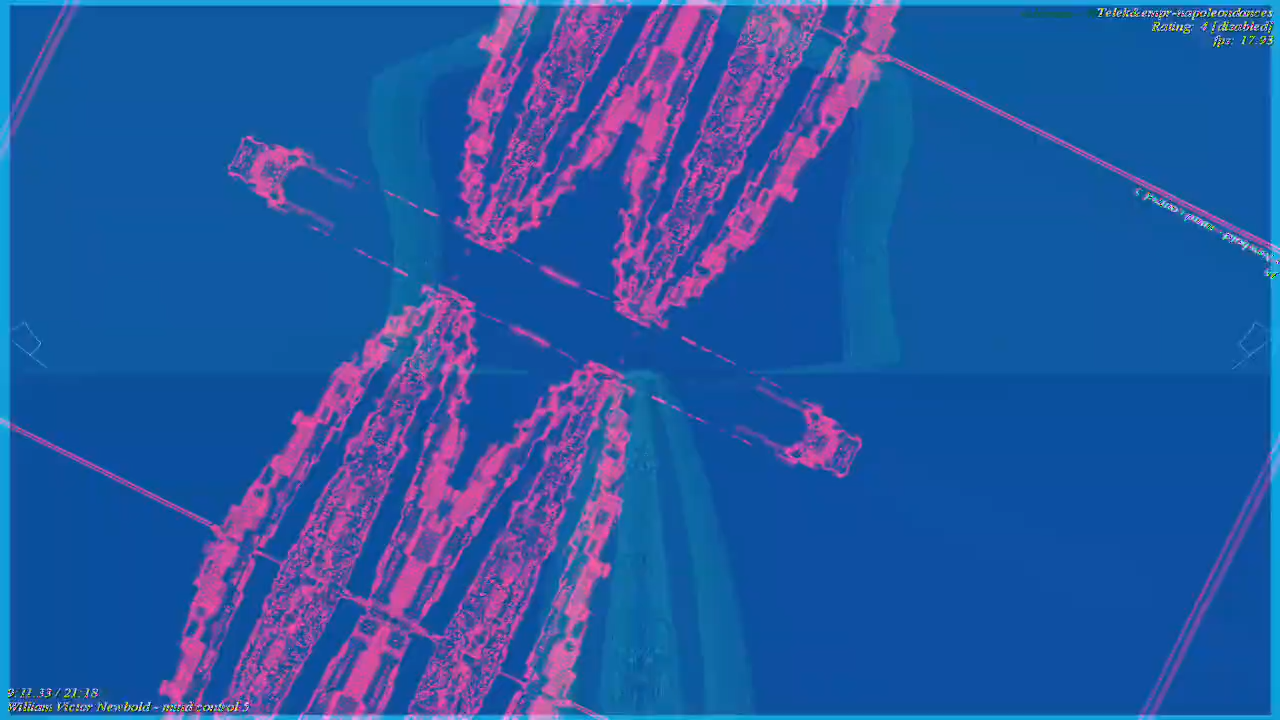 Telek&empr-napoleondances
Rating: 4 [disabled]
fps: 17.93
9:11.33 / 21:18
William Victor Newbold - mind control 5